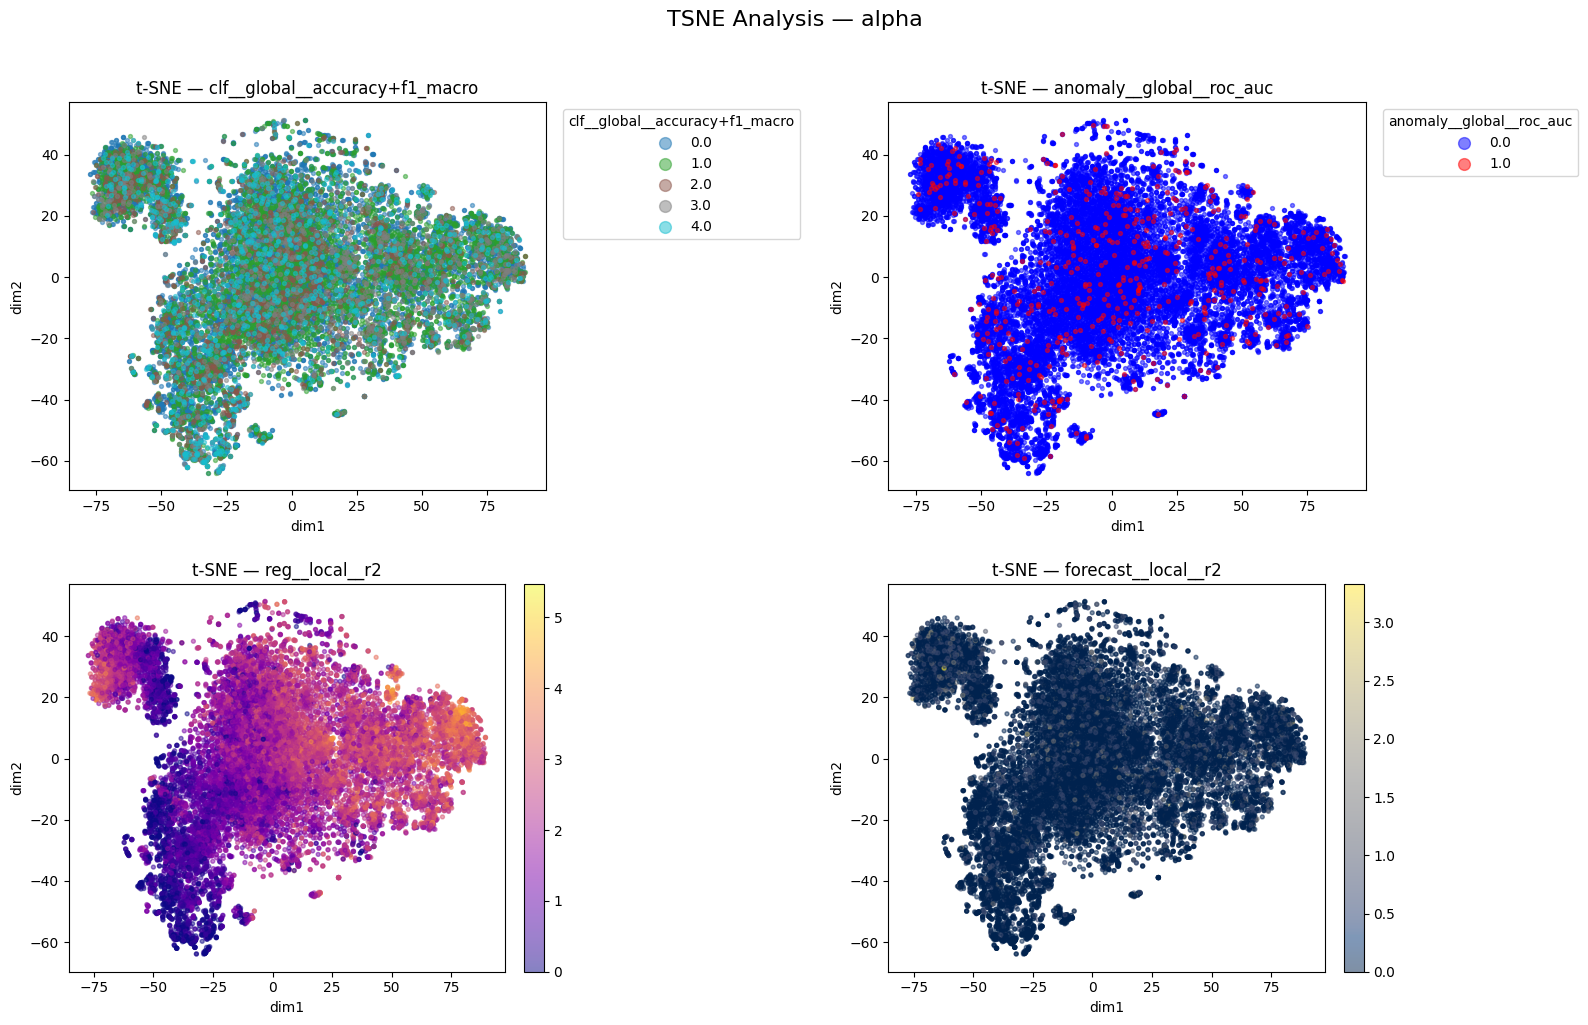 TSNE Analysis — alpha
t-SNE — clf__global__accuracy+f1_macro
40
20
0
−20
−40
−60
dim2
−75 −50 −25 0 25 50 75
dim1
clf__global__accuracy+f1_macro
0.0
1.0
2.0
3.0
4.0
t-SNE — anomaly__global__roc_auc
40
20
0
−20
−40
−60
dim2
−75 −50 −25 0 25 50 75
dim1
anomaly__global__roc_auc
0.0
1.0
t-SNE — reg__local__r2
40
20
0
−20
−40
−60
dim2
−75 −50 −25 0 25 50 75
dim1
5
4
3
2
1
0
t-SNE — forecast__local__r2
40
20
0
−20
−40
−60
dim2
−75 −50 −25 0 25 50 75
dim1
3.0
2.5
2.0
1.5
1.0
0.5
0.0